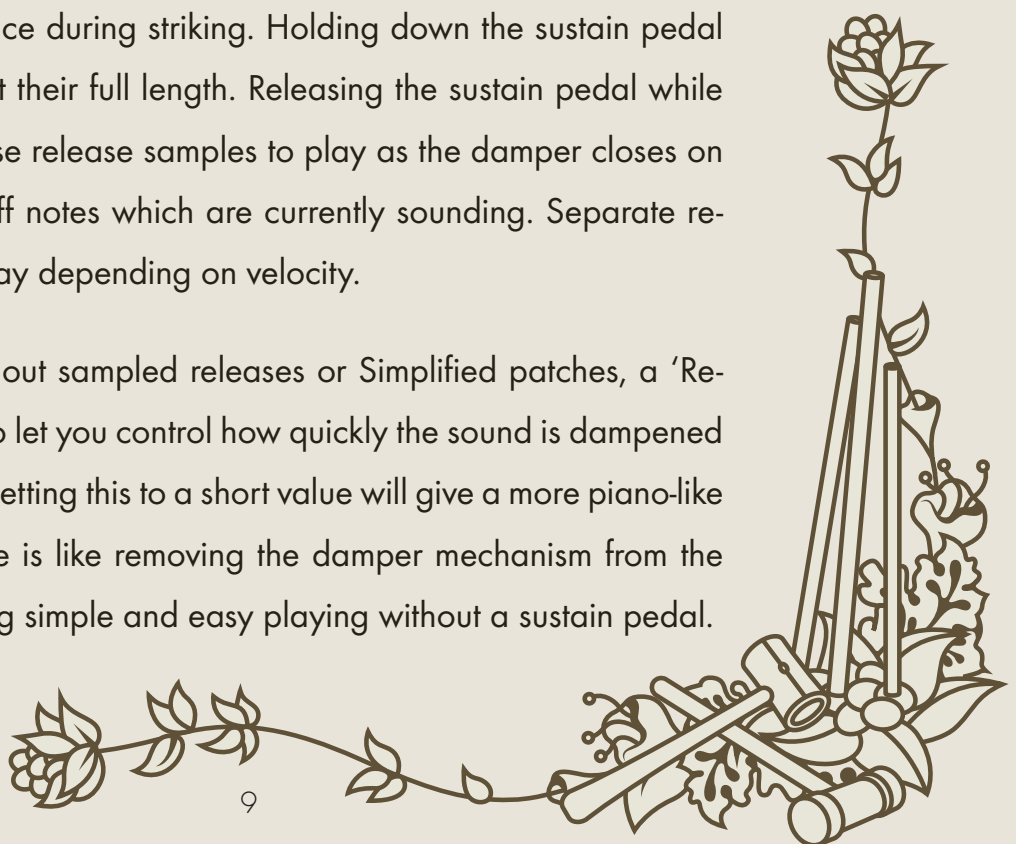 ce during striking. Holding down the sustain pedal
t their full length. Releasing the sustain pedal while
se release samples to play as the damper closes on
ff notes which are currently sounding. Separate re-
ay depending on velocity.
out sampled releases or Simplified patches, a ‘Re-
o let you control how quickly the sound is dampened
etting this to a short value will give a more piano-like
e is like removing the damper mechanism from the
g simple and easy playing without a sustain pedal.
9